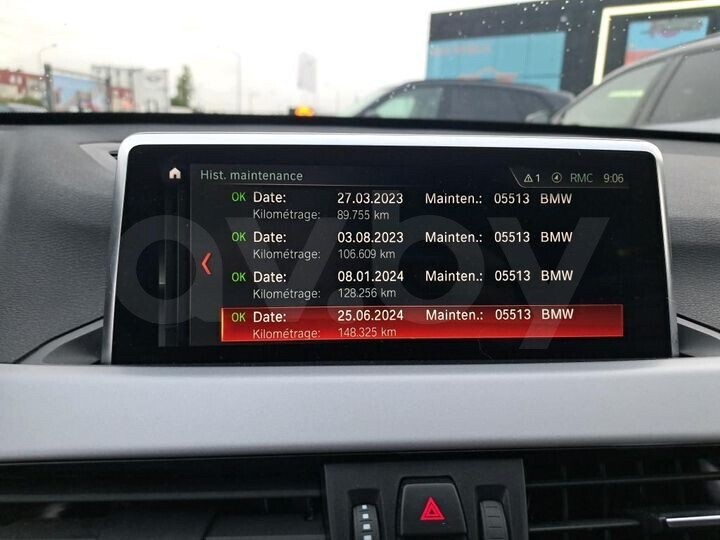 Hist. maintenance
1 RMC 9:06
OK Date: 27.03.2023 Mainten.: 05513 BMW
Kilométrage: 89.755 km
OK Date: 03.08.2023 Mainten.: 05513 BMW
Kilométrage: 106.609 km
OK Date: 08.01.2024 Mainten.: 05513 BMW
Kilométrage: 128.256 km
OK Date: 25.06.2024 Mainten.: 05513 BMW
Kilométrage: 148.325 km
av.by